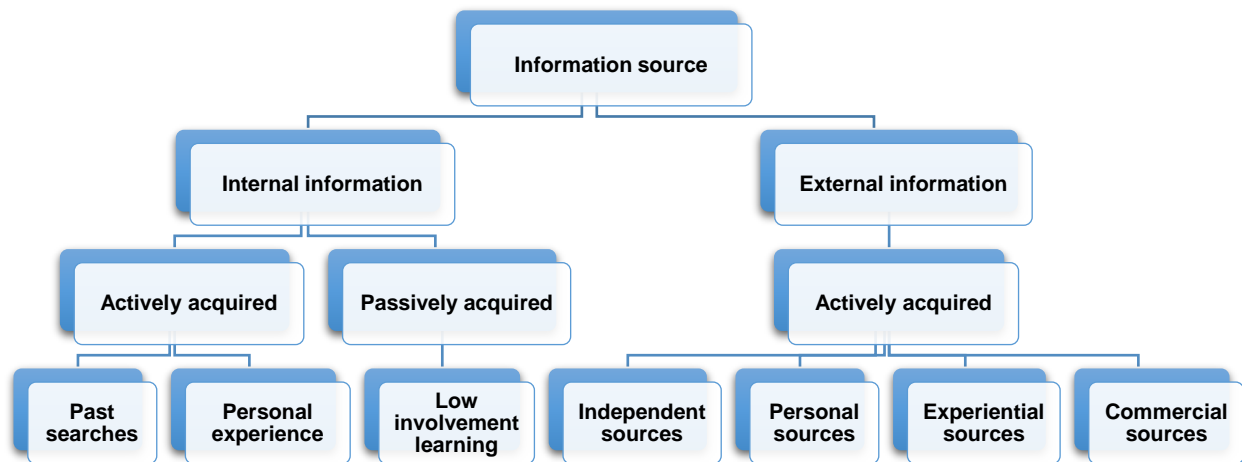 Information source
Internal information
External information
Actively acquired
Passively acquired
Actively acquired
Past
searches
Personal
experience
Low
involvement
learning
Independent
sources
Personal
sources
Experiential
sources
Commercial
sources